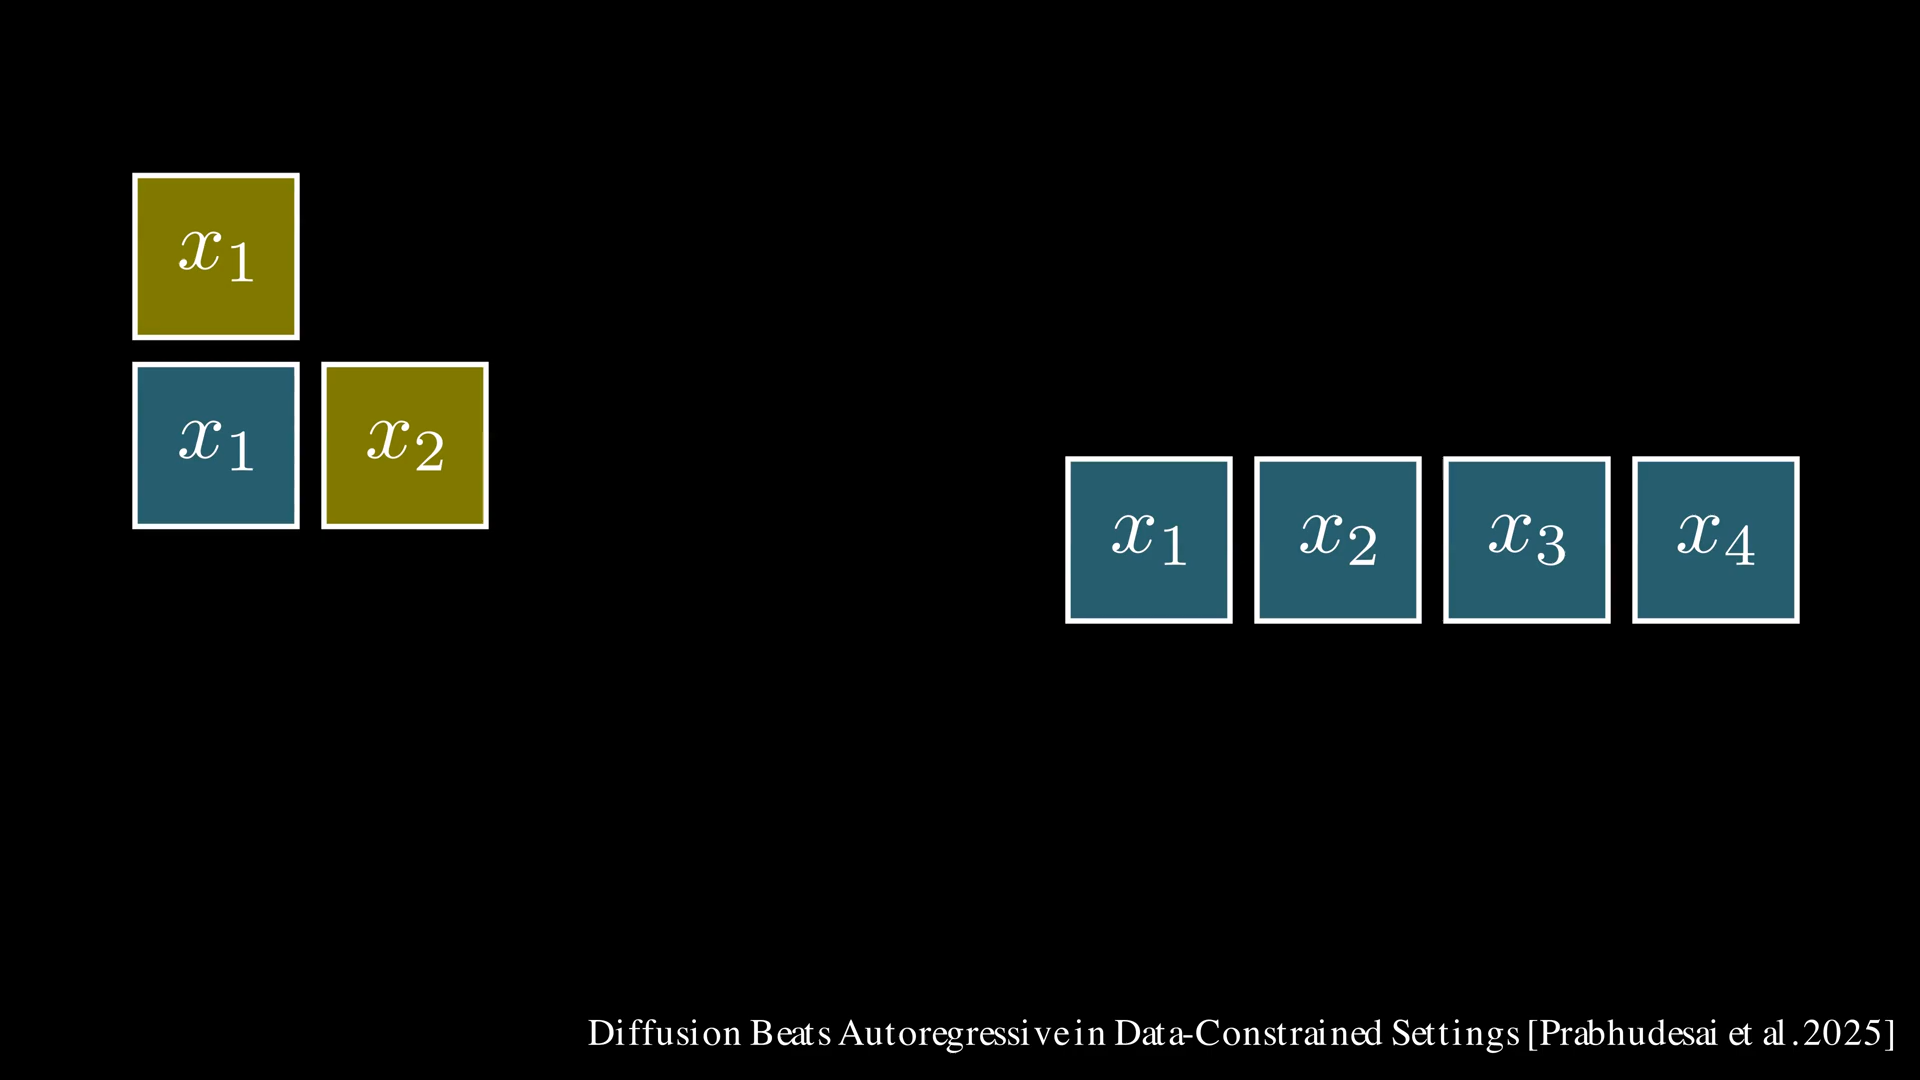 x₁
x₁ x₂
x₁ x₂ x₃ x₄
Diffusion Beats Autoregressive in Data-Constrained Settings [Prabhudesai et al. 2025]